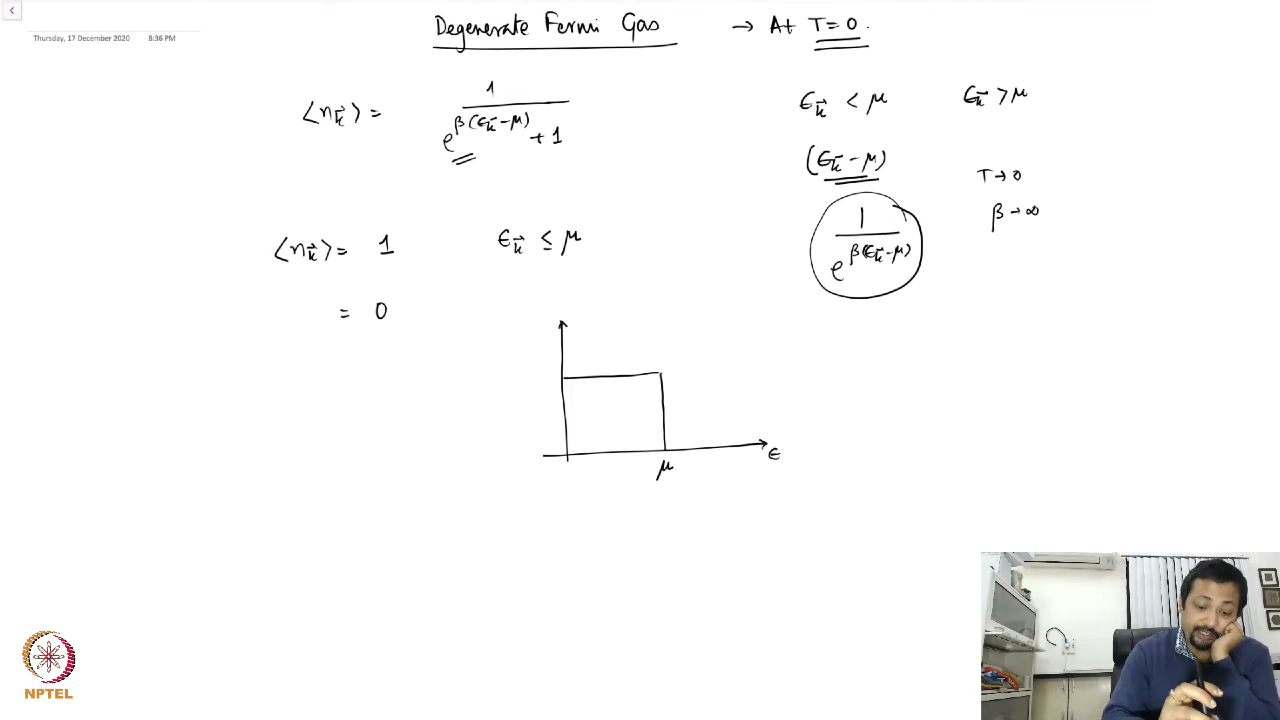 Degenerate Fermi Gas → At T = 0.
Thursday, 17 December 2020 8:36 PM
⟨n_k⃗⟩ = 1 / (e^{β(ε_k⃗ - μ)} + 1)
ε_k⃗ < μ ε_k⃗ > μ
(ε_k⃗ - μ)
T → 0
β → ∞
1 / e^{β(ε_k⃗ - μ)}
⟨n_k⃗⟩ = 1 ε_k⃗ ≤ μ
= 0
μ
ε
NPTEL